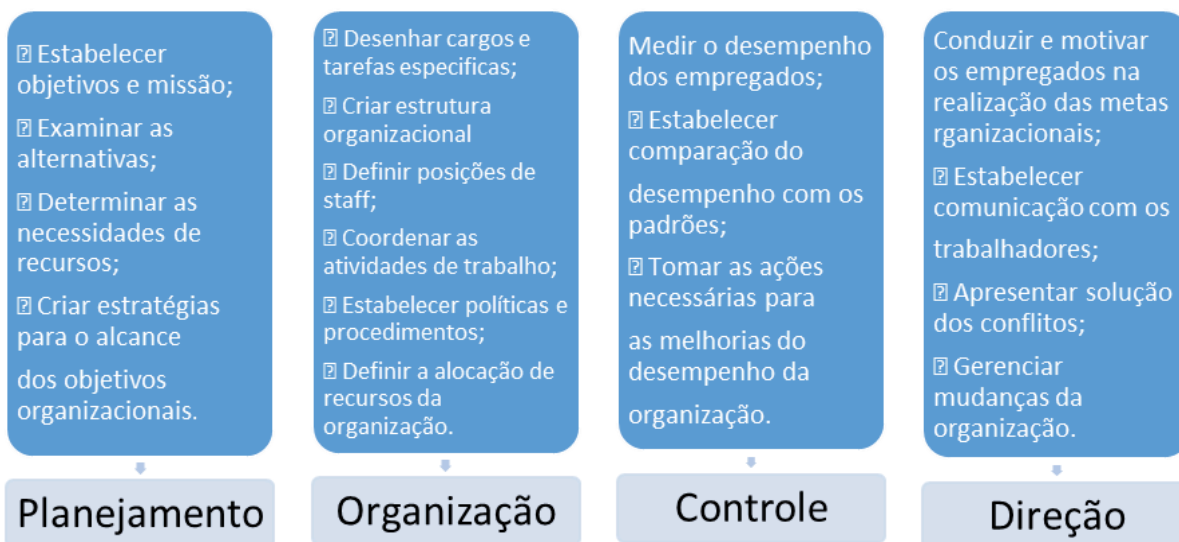 ⍰ Estabelecer
objetivos e missão;
⍰ Examinar as
alternativas;
⍰ Determinar as
necessidades de
recursos;
⍰ Criar estratégias
para o alcance
dos objetivos
organizacionais.
Planejamento
⍰ Desenhar cargos e
tarefas especificas;
⍰ Criar estrutura
organizacional
⍰ Definir posições de
staff;
⍰ Coordenar as
atividades de trabalho;
⍰ Estabelecer políticas e
procedimentos;
⍰ Definir a alocação de
recursos da
organização.
Organização
Medir o desempenho
dos empregados;
⍰ Estabelecer
comparação do
desempenho com os
padrões;
⍰ Tomar as ações
necessárias para
as melhorias do
desempenho da
organização.
Controle
Conduzir e motivar
os empregados na
realização das metas
rganizacionais;
⍰ Estabelecer
comunicação com os
trabalhadores;
⍰ Apresentar solução
dos conflitos;
⍰ Gerenciar
mudanças da
organização.
Direção